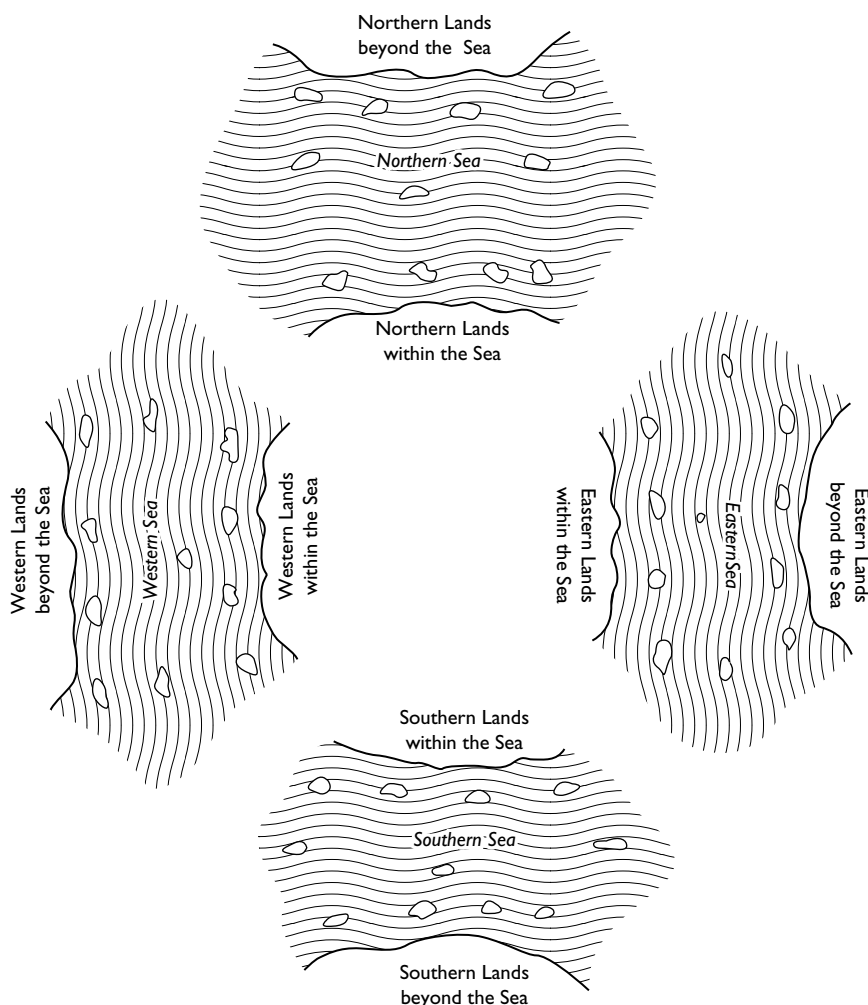 Northern Lands
beyond the Sea
Northern Sea
Northern Lands
within the Sea
Western Lands
beyond the Sea
Western Sea
Western Lands
within the Sea
Eastern Lands
within the Sea
Eastern Sea
Eastern Lands
beyond the Sea
Southern Lands
within the Sea
Southern Sea
Southern Lands
beyond the Sea